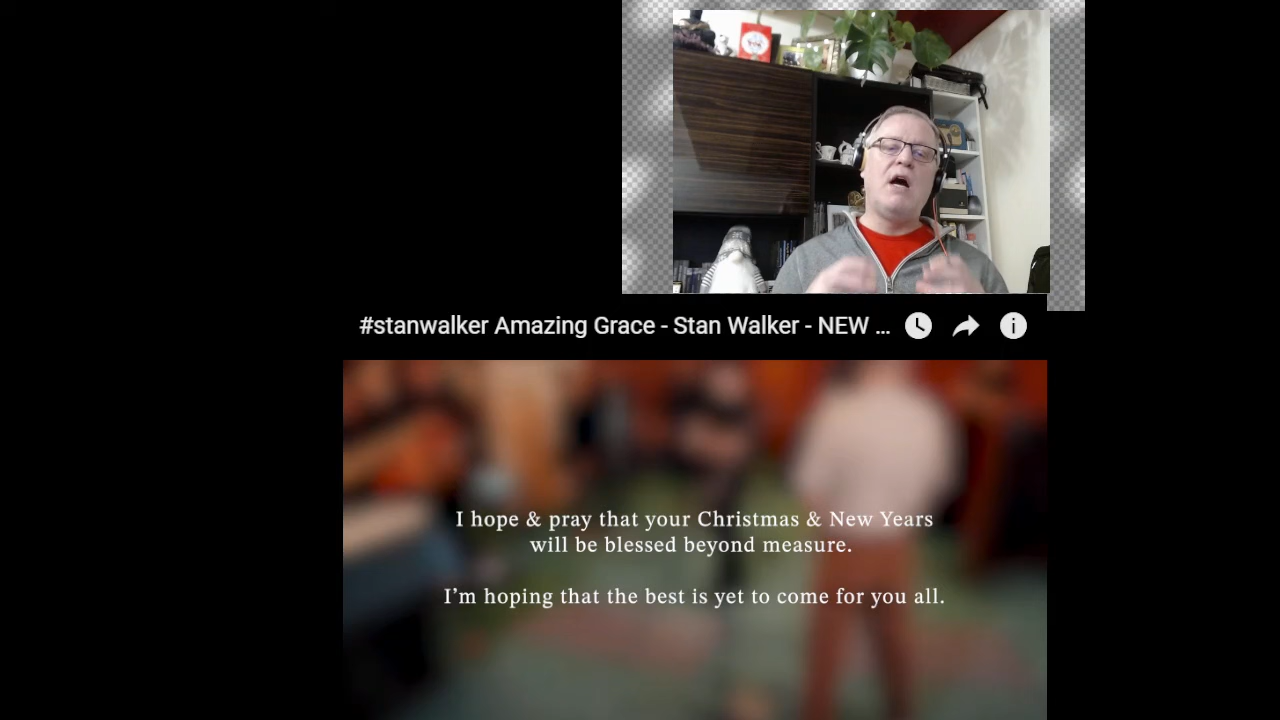 #stanwalker Amazing Grace - Stan Walker - NEW ...
I hope & pray that your Christmas & New Years
will be blessed beyond measure.
I’m hoping that the best is yet to come for you all.